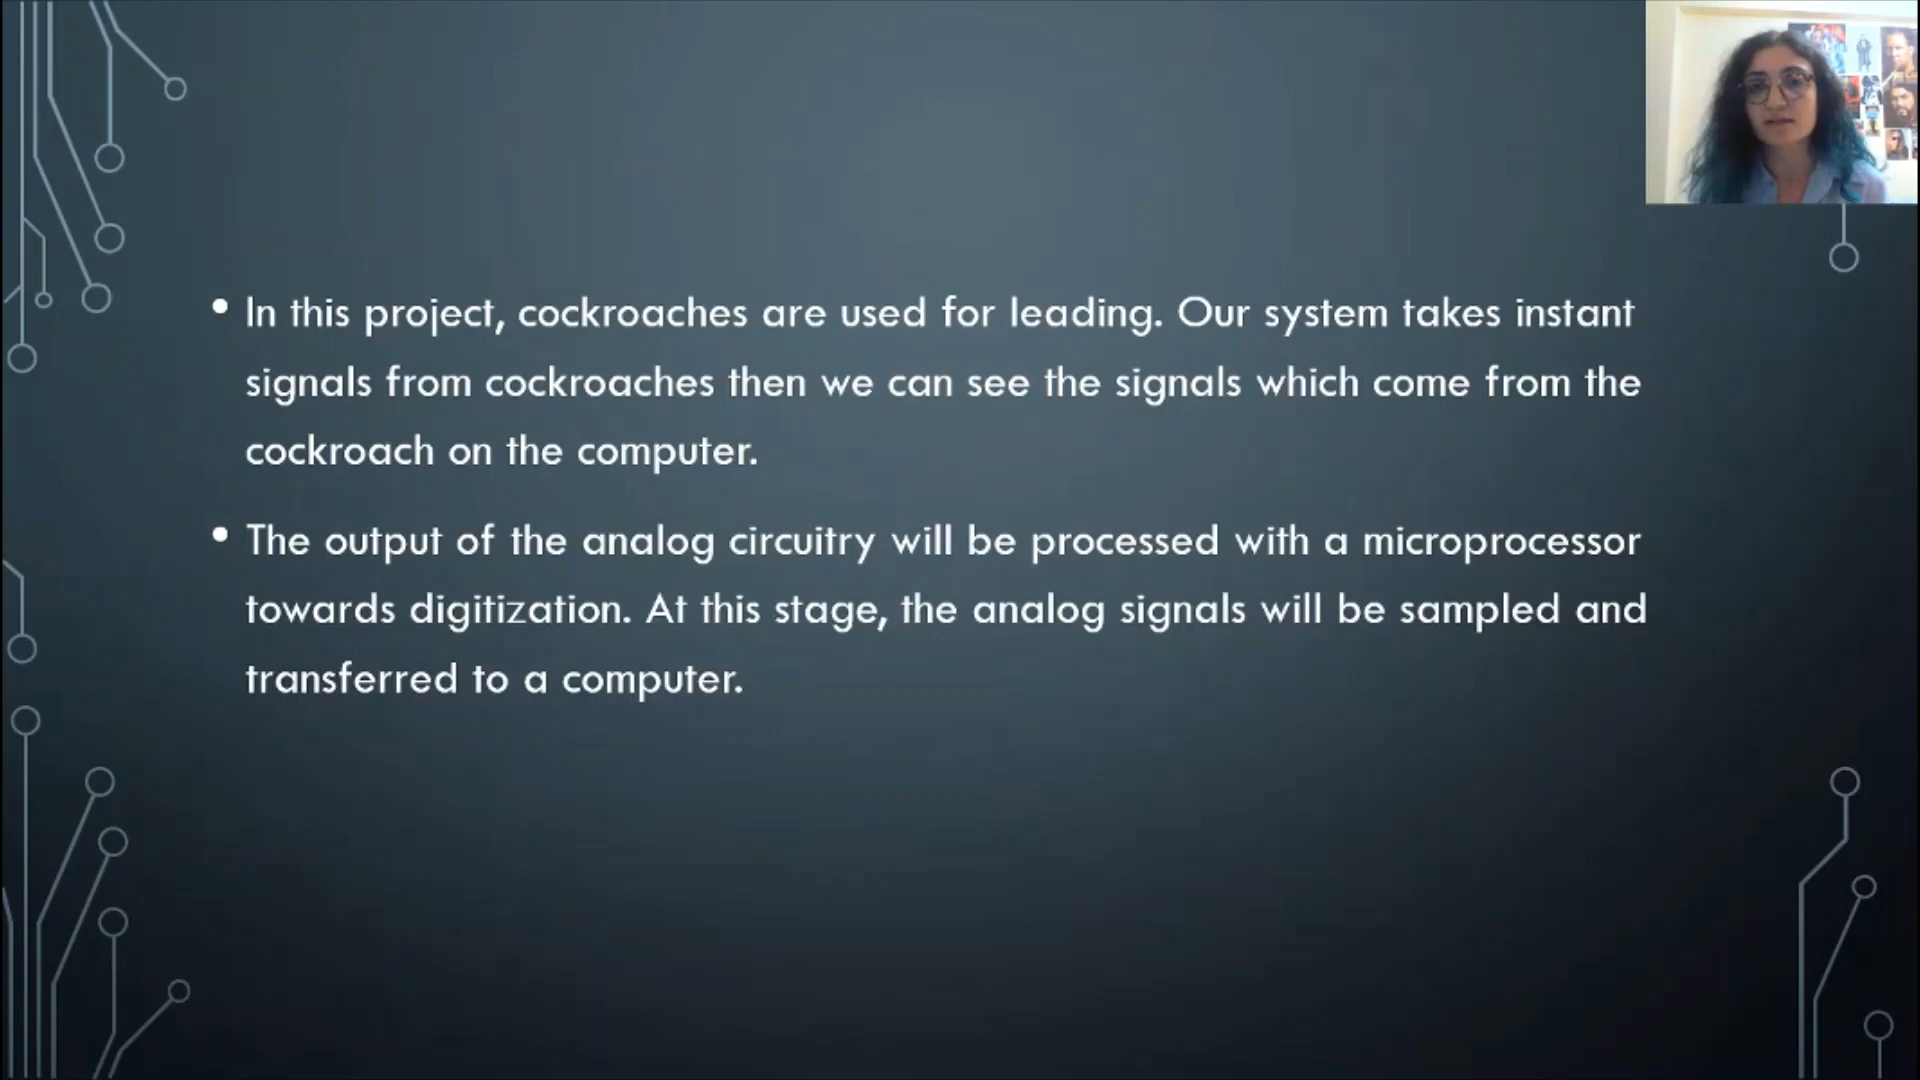 • In this project, cockroaches are used for leading. Our system takes instant
signals from cockroaches then we can see the signals which come from the
cockroach on the computer.
• The output of the analog circuitry will be processed with a microprocessor
towards digitization. At this stage, the analog signals will be sampled and
transferred to a computer.